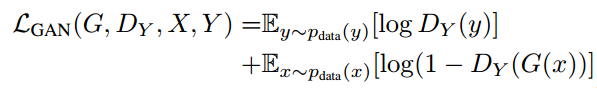 ℒ_GAN(G, D_Y, X, Y) =𝔼_{y∼p_data(y)}[log D_Y(y)]
+𝔼_{x∼p_data(x)}[log(1 − D_Y(G(x))]